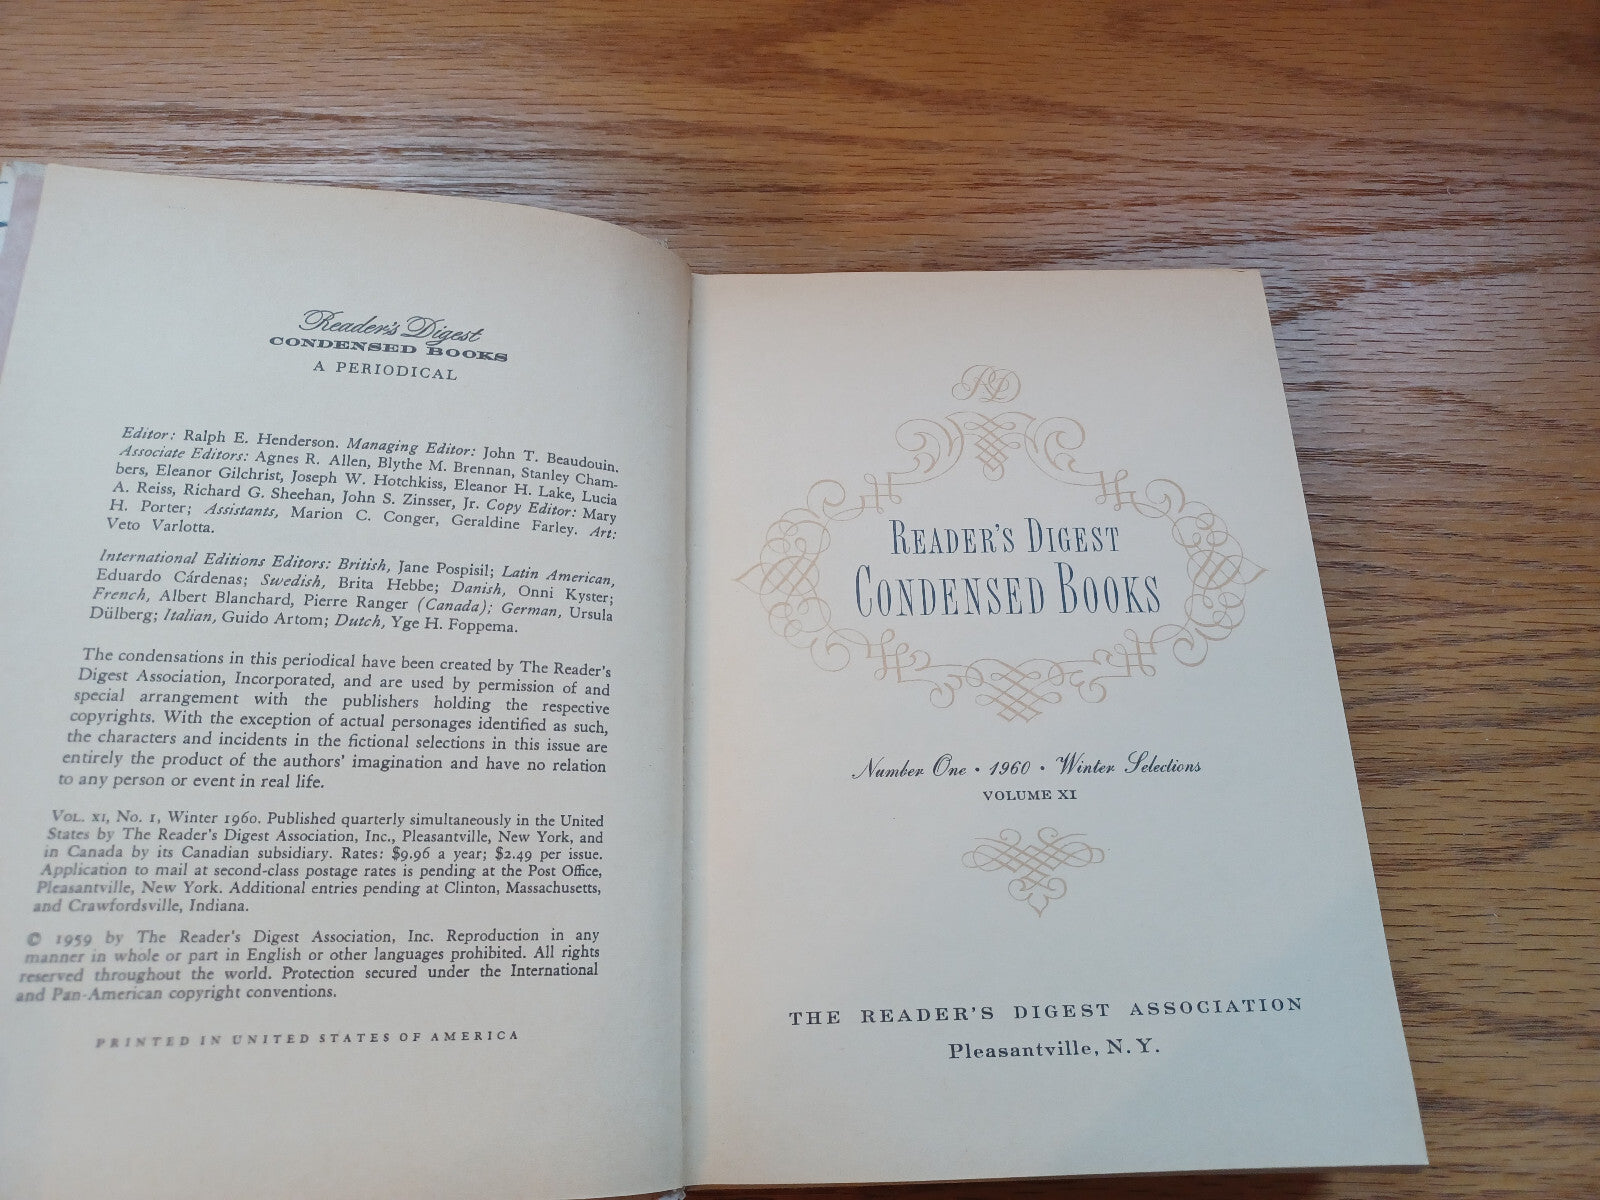 Reader's Digest
CONDENSED BOOKS
A PERIODICAL
Editor: Ralph E. Henderson. Managing Editor: John T. Beaudouin.
Associate Editors: Agnes R. Allen, Blythe M. Brennan, Stanley Cham-
bers, Eleanor Gilchrist, Joseph W. Hotchkiss, Eleanor H. Lake, Lucia
A. Reiss, Richard G. Sheehan, John S. Zinsser, Jr. Copy Editor: Mary
H. Porter; Assistants, Marion C. Conger, Geraldine Farley. Art:
Veto Varlotta.
International Editions Editors: British, Jane Pospisil; Latin American,
Eduardo Cárdenas; Swedish, Brita Hebbe; Danish, Onni Kyster;
French, Albert Blanchard, Pierre Ranger (Canada); German, Ursula
Dülberg; Italian, Guido Artom; Dutch, Yge H. Foppema.
The condensations in this periodical have been created by The Reader's
Digest Association, Incorporated, and are used by permission of and
special arrangement with the publishers holding the respective
copyrights. With the exception of actual personages identified as such,
the characters and incidents in the fictional selections in this issue are
entirely the product of the authors' imagination and have no relation
to any person or event in real life.
VOL. XI, No. 1, Winter 1960. Published quarterly simultaneously in the United
States by The Reader's Digest Association, Inc., Pleasantville, New York, and
in Canada by its Canadian subsidiary. Rates: $9.96 a year; $2.49 per issue.
Application to mail at second-class postage rates is pending at the Post Office,
Pleasantville, New York. Additional entries pending at Clinton, Massachusetts,
and Crawfordsville, Indiana.
© 1959 by The Reader's Digest Association, Inc. Reproduction in any
manner in whole or part in English or other languages prohibited. All rights
reserved throughout the world. Protection secured under the International
and Pan-American copyright conventions.
PRINTED IN UNITED STATES OF AMERICA
RD
READER'S DIGEST
CONDENSED BOOKS
Number One • 1960 • Winter Selections
VOLUME XI
THE READER'S DIGEST ASSOCIATION
Pleasantville, N.Y.